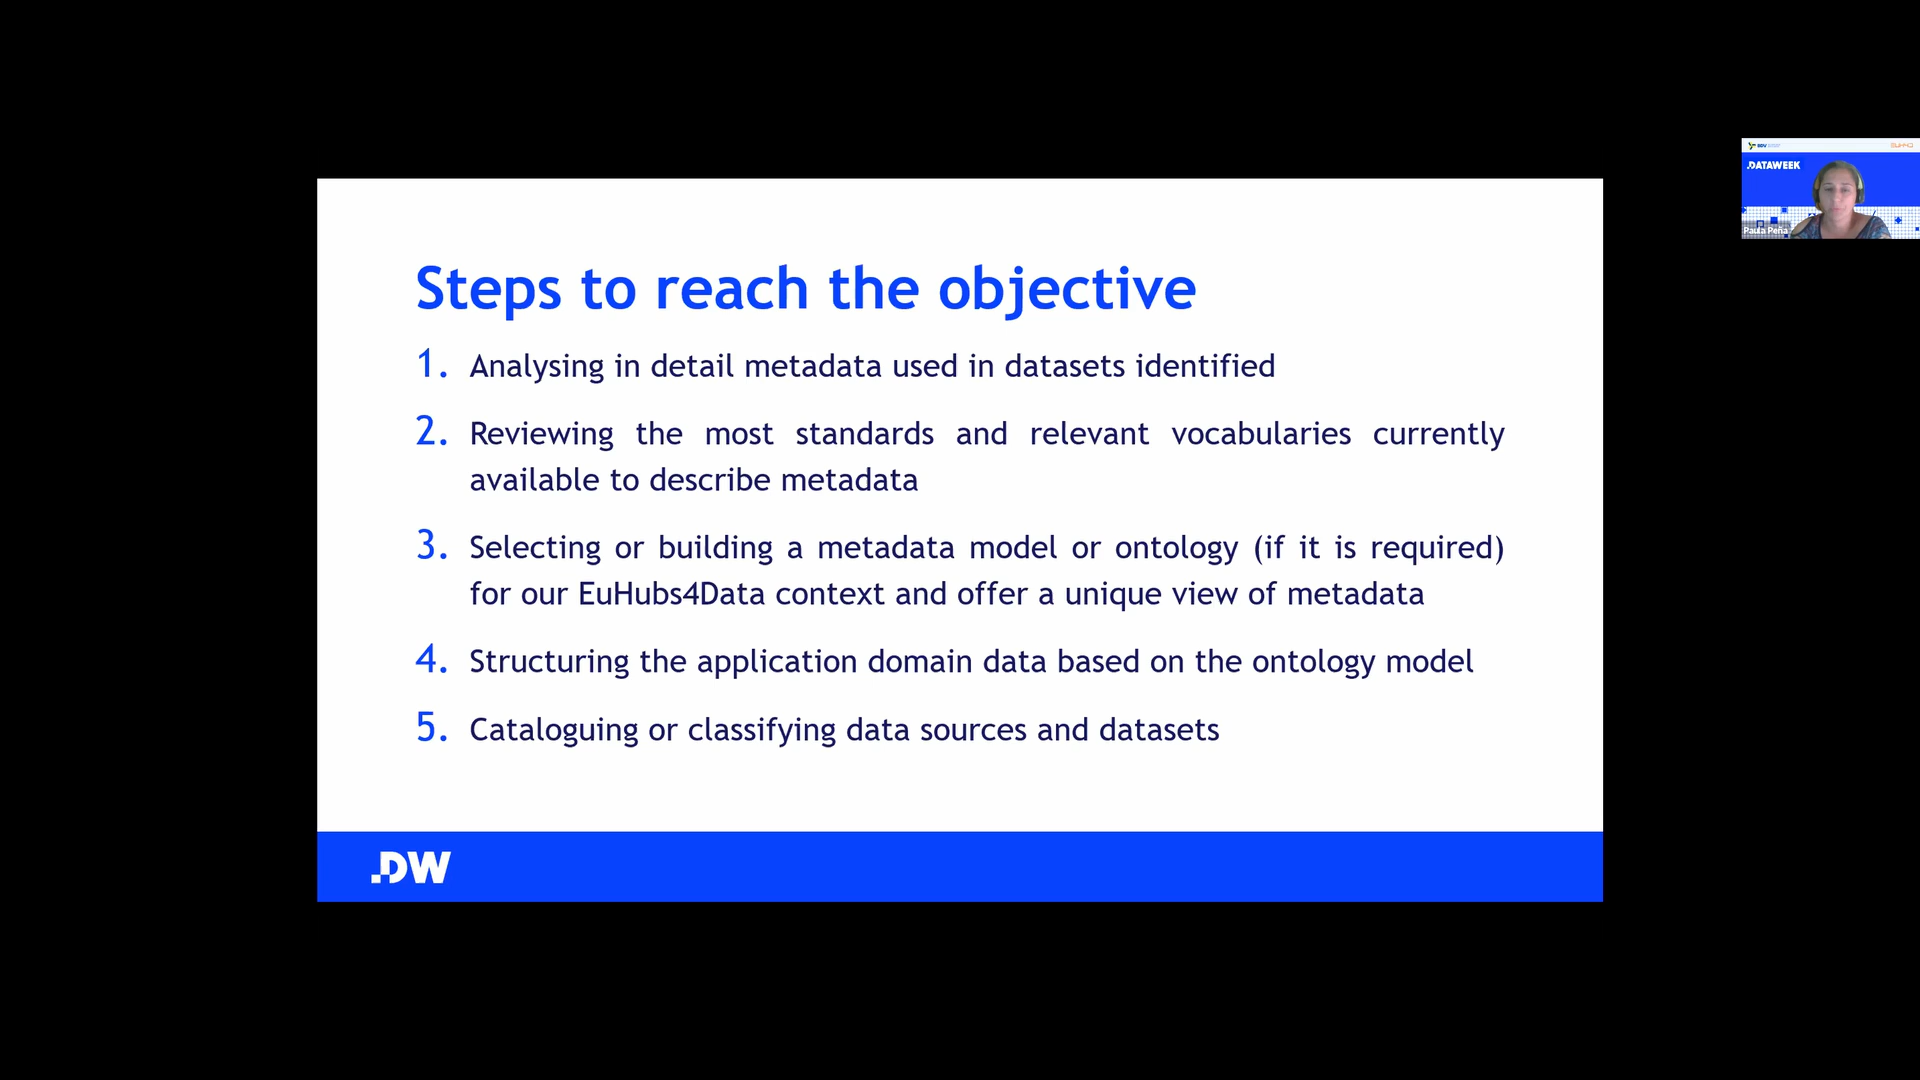 Steps to reach the objective
1. Analysing in detail metadata used in datasets identified
2. Reviewing the most standards and relevant vocabularies currently
available to describe metadata
3. Selecting or building a metadata model or ontology (if it is required)
for our EuHubs4Data context and offer a unique view of metadata
4. Structuring the application domain data based on the ontology model
5. Cataloguing or classifying data sources and datasets
.DW
.DATAWEEK
Paula Peña